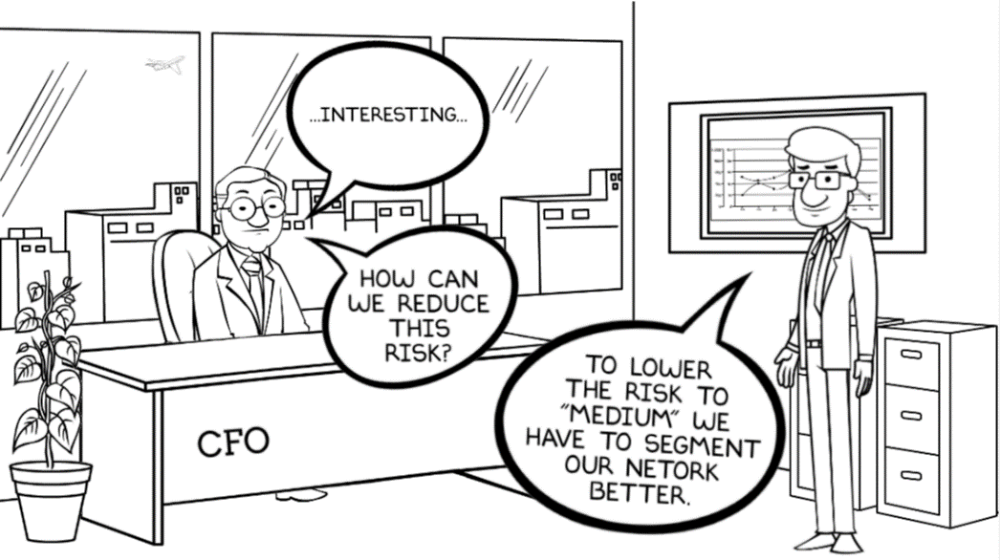 ...INTERESTING...
HOW CAN
WE REDUCE
THIS
RISK?
TO LOWER
THE RISK TO
"MEDIUM" WE
HAVE TO SEGMENT
OUR NETORK
BETTER.
CFO